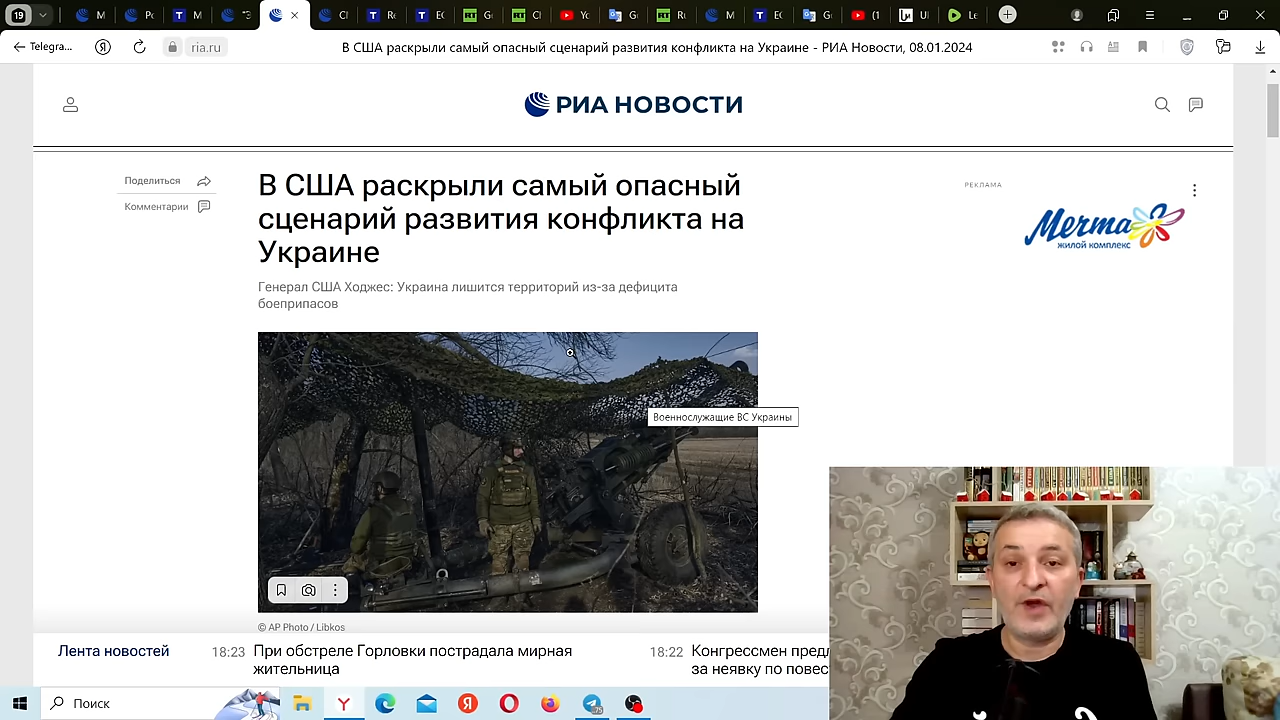 19
Telegra...
ria.ru
В США раскрыли самый опасный сценарий развития конфликта на Украине - РИА Новости, 08.01.2024
РИА НОВОСТИ
Поделиться
Комментарии
В США раскрыли самый опасный
сценарий развития конфликта на
Украине
Генерал США Ходжес: Украина лишится территорий из-за дефицита
боеприпасов
РЕКЛАМА
Мечта
жилой комплекс
Военнослужащие ВС Украины
© AP Photo / Libkos
Лента новостей
18:23 При обстреле Горловки пострадала мирная
жительница
18:22 Конгрессмен пред
за неявку по повес
Поиск